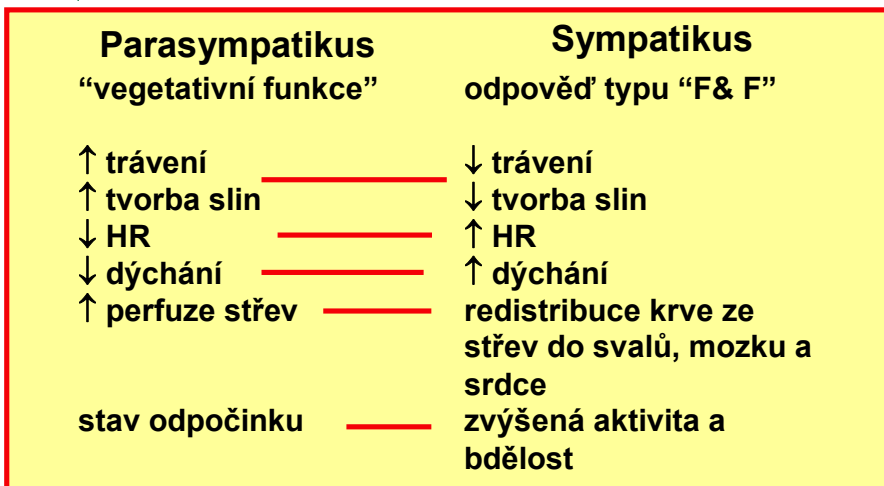 Parasympatikus Sympatikus
“vegetativní funkce” odpověď typu “F& F”
↑ trávení ↓ trávení
↑ tvorba slin ↓ tvorba slin
↓ HR ↑ HR
↓ dýchání ↑ dýchání
↑ perfuze střev redistribuce krve ze
střev do svalů, mozku a
srdce
stav odpočinku zvýšená aktivita a
bdělost